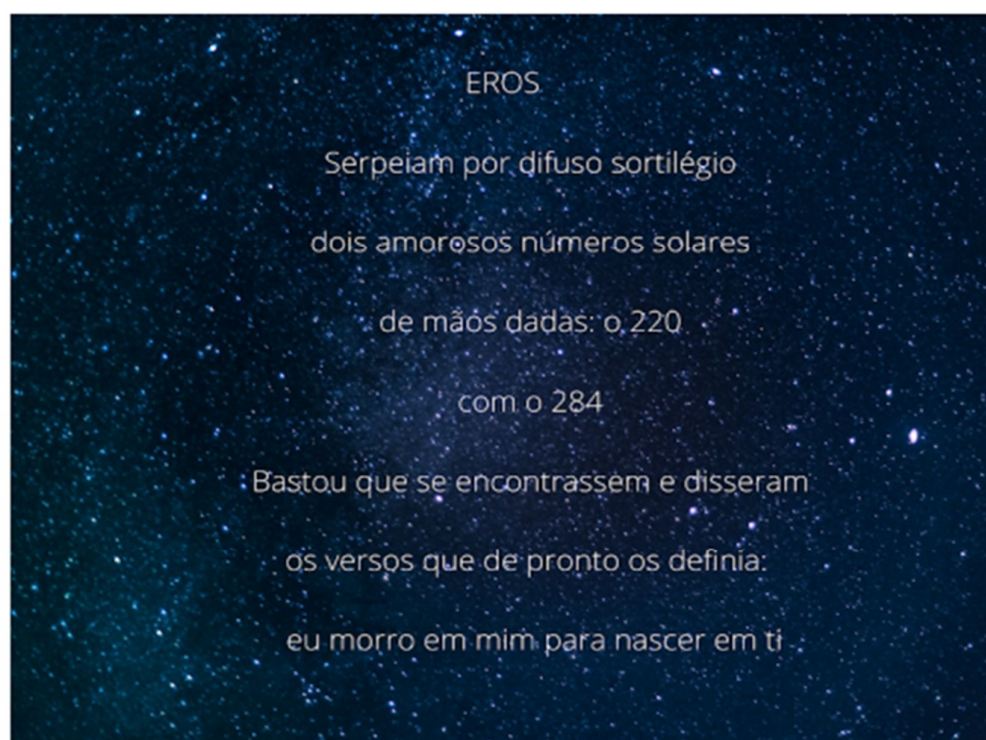 EROS
Serpeiam por difuso sortilégio
dois amorosos números solares
de mãos dadas: o 220
com o 284
Bastou que se encontrassem e disseram
os versos que de pronto os definia:
eu morro em mim para nascer em ti